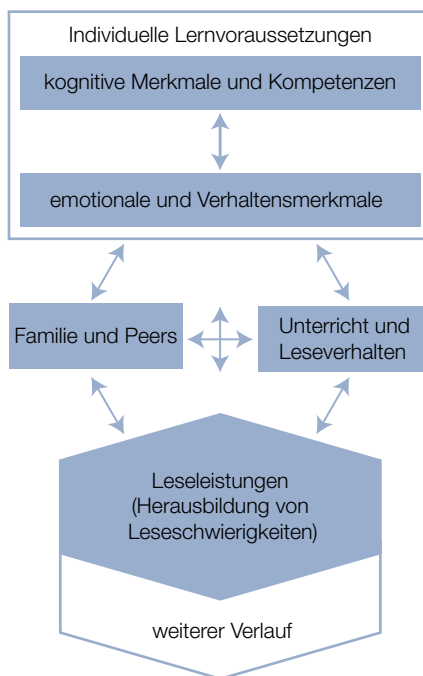 Individuelle Lernvoraussetzungen
kognitive Merkmale und Kompetenzen
emotionale und Verhaltensmerkmale
Familie und Peers
Unterricht und
Leseverhalten
Leseleistungen
(Herausbildung von
Leseschwierigkeiten)
weiterer Verlauf